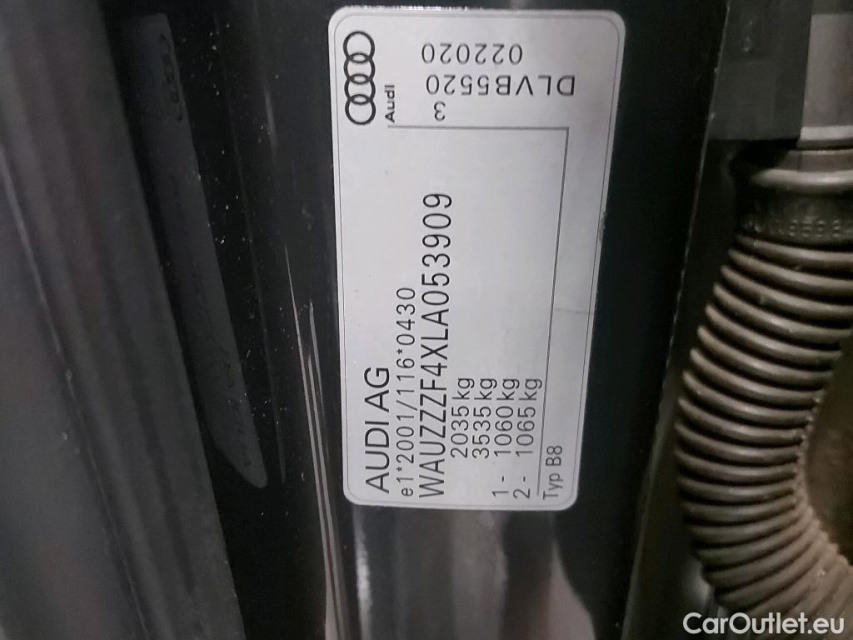 AUDI AG
e1*2001/116*0430
WAUZZZF4XLA053909
2035 kg
3535 kg
1- 1060 kg
2- 1065 kg
Typ B8
Audi
3
DLVB5520
022020
CarOutlet.eu